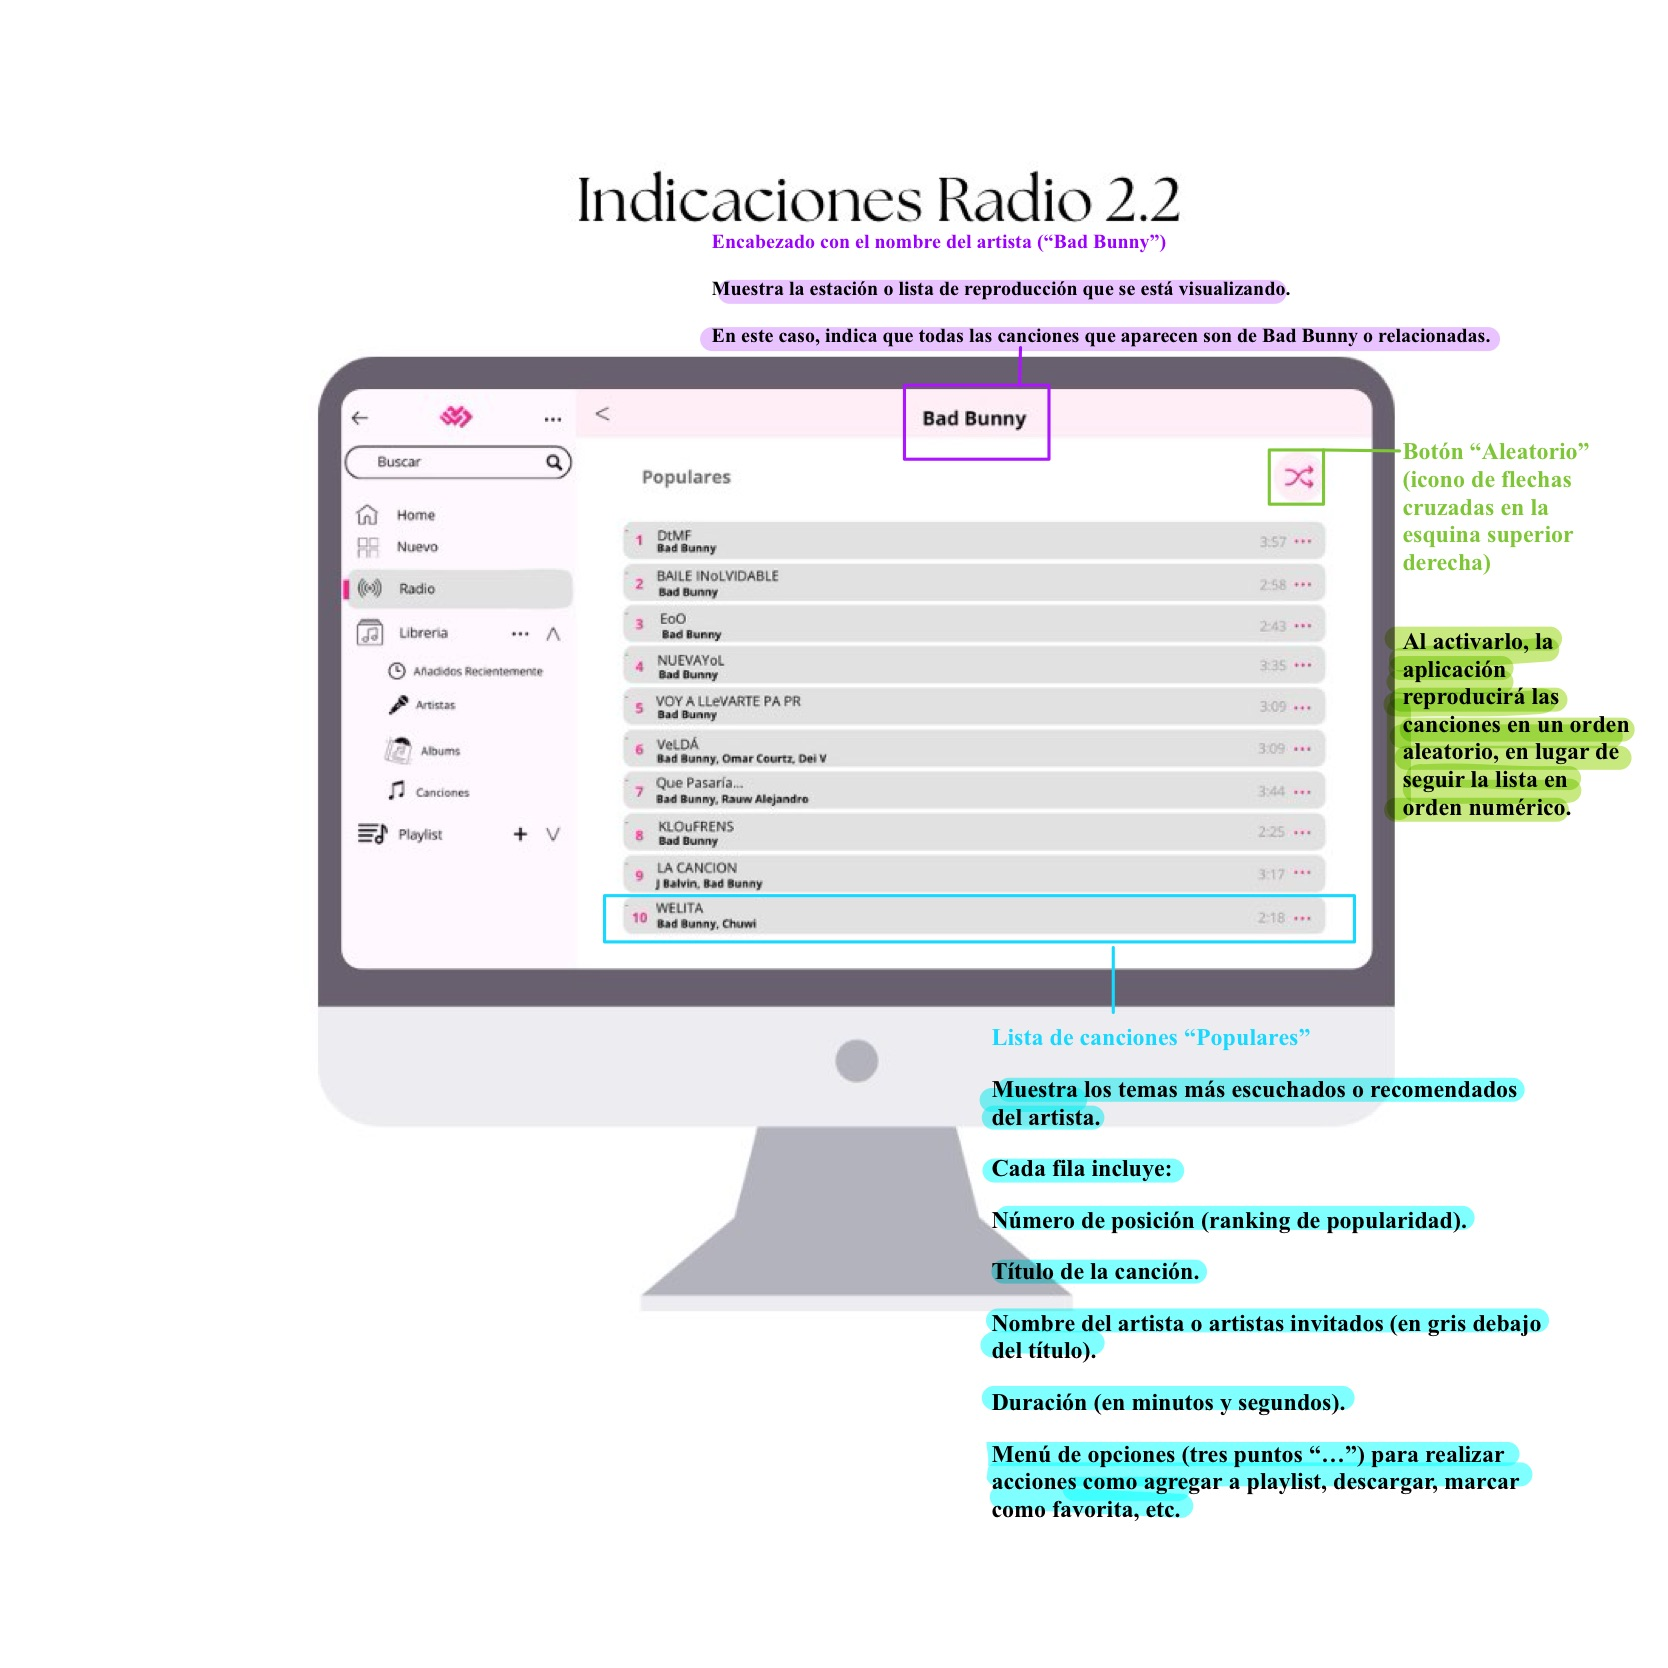 Indicaciones Radio 2.2
Encabezado con el nombre del artista (“Bad Bunny”)
Muestra la estación o lista de reproducción que se está visualizando.
En este caso, indica que todas las canciones que aparecen son de Bad Bunny o relacionadas.
...
Buscar
Home
Nuevo
Radio
Libreria ...
Añadidos Recientemente
Artistas
Albums
Canciones
Playlist +
<
Bad Bunny
Populares
1 DtMF 3:57 ...
Bad Bunny
2 BAILE INoLVIDABLE 2:58 ...
Bad Bunny
3 EoO 2:43 ...
Bad Bunny
4 NUEVAYoL 3:35 ...
Bad Bunny
5 VOY A LLeVARTE PA PR 3:09 ...
Bad Bunny
6 VeLDÁ 3:09 ...
Bad Bunny, Omar Courtz, Dei V
7 Que Pasaría... 3:44 ...
Bad Bunny, Rauw Alejandro
8 KLOuFRENS 2:25 ...
Bad Bunny
9 LA CANCION 3:17 ...
J Balvin, Bad Bunny
10 WELITA 2:18 ...
Bad Bunny, Chuwi
Botón “Aleatorio”
(icono de flechas
cruzadas en la
esquina superior
derecha)
Al activarlo, la
aplicación
reproducirá las
canciones en un orden
aleatorio, en lugar de
seguir la lista en
orden numérico.
Lista de canciones “Populares”
Muestra los temas más escuchados o recomendados
del artista.
Cada fila incluye:
Número de posición (ranking de popularidad).
Título de la canción.
Nombre del artista o artistas invitados (en gris debajo
del título).
Duración (en minutos y segundos).
Menú de opciones (tres puntos “…”) para realizar
acciones como agregar a playlist, descargar, marcar
como favorita, etc.